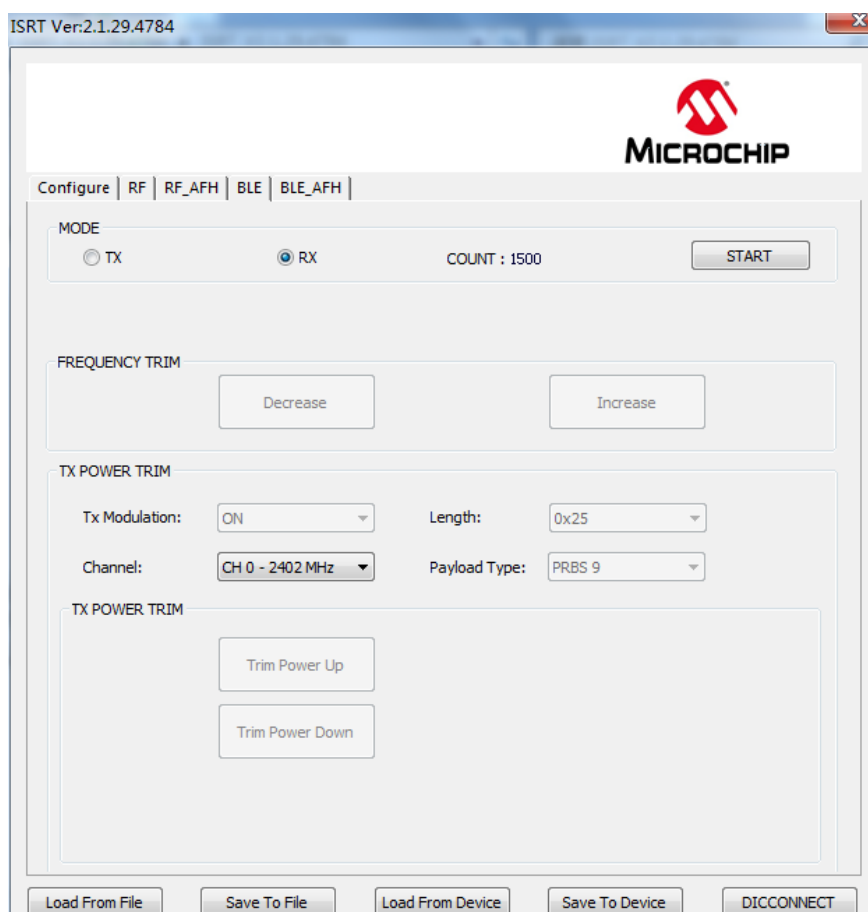 ISRT Ver:2.1.29.4784
MICROCHIP
Configure RF RF_AFH BLE BLE_AFH
MODE
TX RX COUNT : 1500 START
FREQUENCY TRIM
Decrease Increase
TX POWER TRIM
Tx Modulation: ON Length: 0x25
Channel: CH 0 - 2402 MHz Payload Type: PRBS 9
TX POWER TRIM
Trim Power Up
Trim Power Down
Load From File Save To File Load From Device Save To Device DICCONNECT